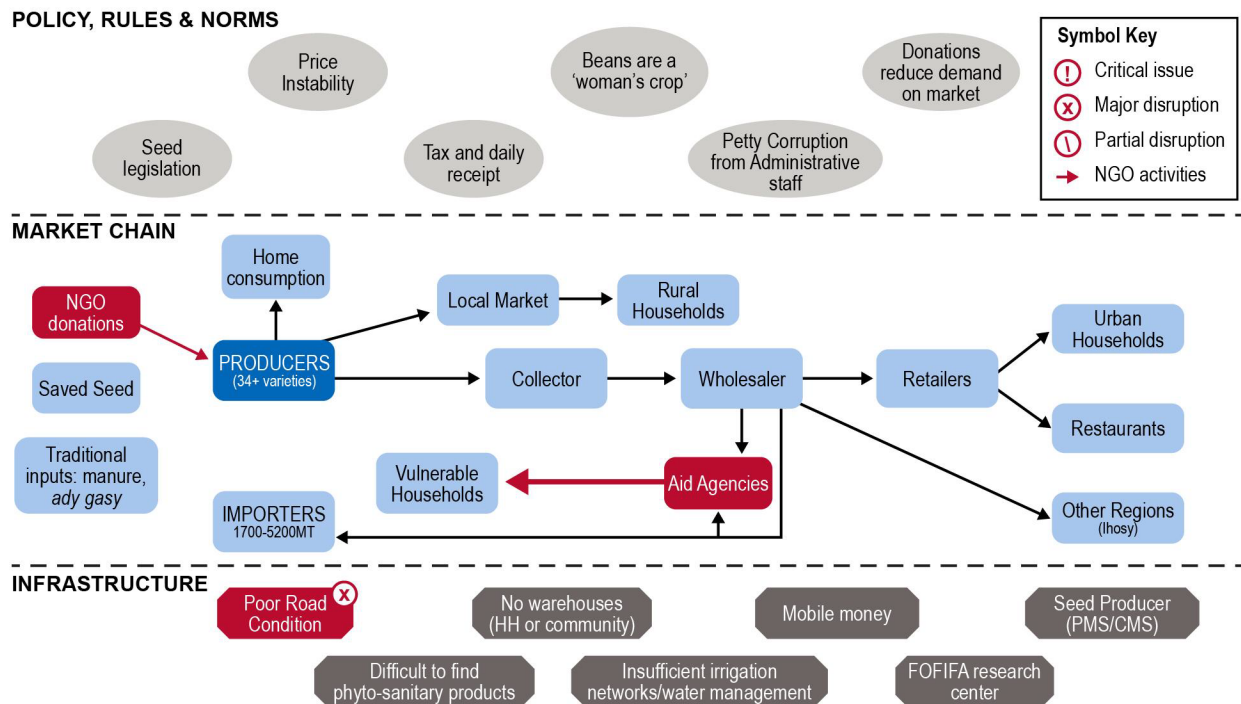 POLICY, RULES & NORMS
Price
Instability
Beans are a
‘woman’s crop’
Donations
reduce demand
on market
Seed
legislation
Tax and daily
receipt
Petty Corruption
from Administrative
staff
Symbol Key
! Critical issue
x Major disruption
\ Partial disruption
NGO activities
MARKET CHAIN
Home
consumption
NGO
donations
Local Market
Rural
Households
Urban
Households
PRODUCERS
(34+ varieties)
Saved Seed
Collector
Wholesaler
Retailers
Restaurants
Traditional
inputs: manure,
ady gasy
Vulnerable
Households
Aid Agencies
IMPORTERS
1700-5200MT
Other Regions
(Ihosy)
INFRASTRUCTURE
Poor Road
Condition
x
No warehouses
(HH or community)
Mobile money
Seed Producer
(PMS/CMS)
Difficult to find
phyto-sanitary products
Insufficient irrigation
networks/water management
FOFIFA research
center